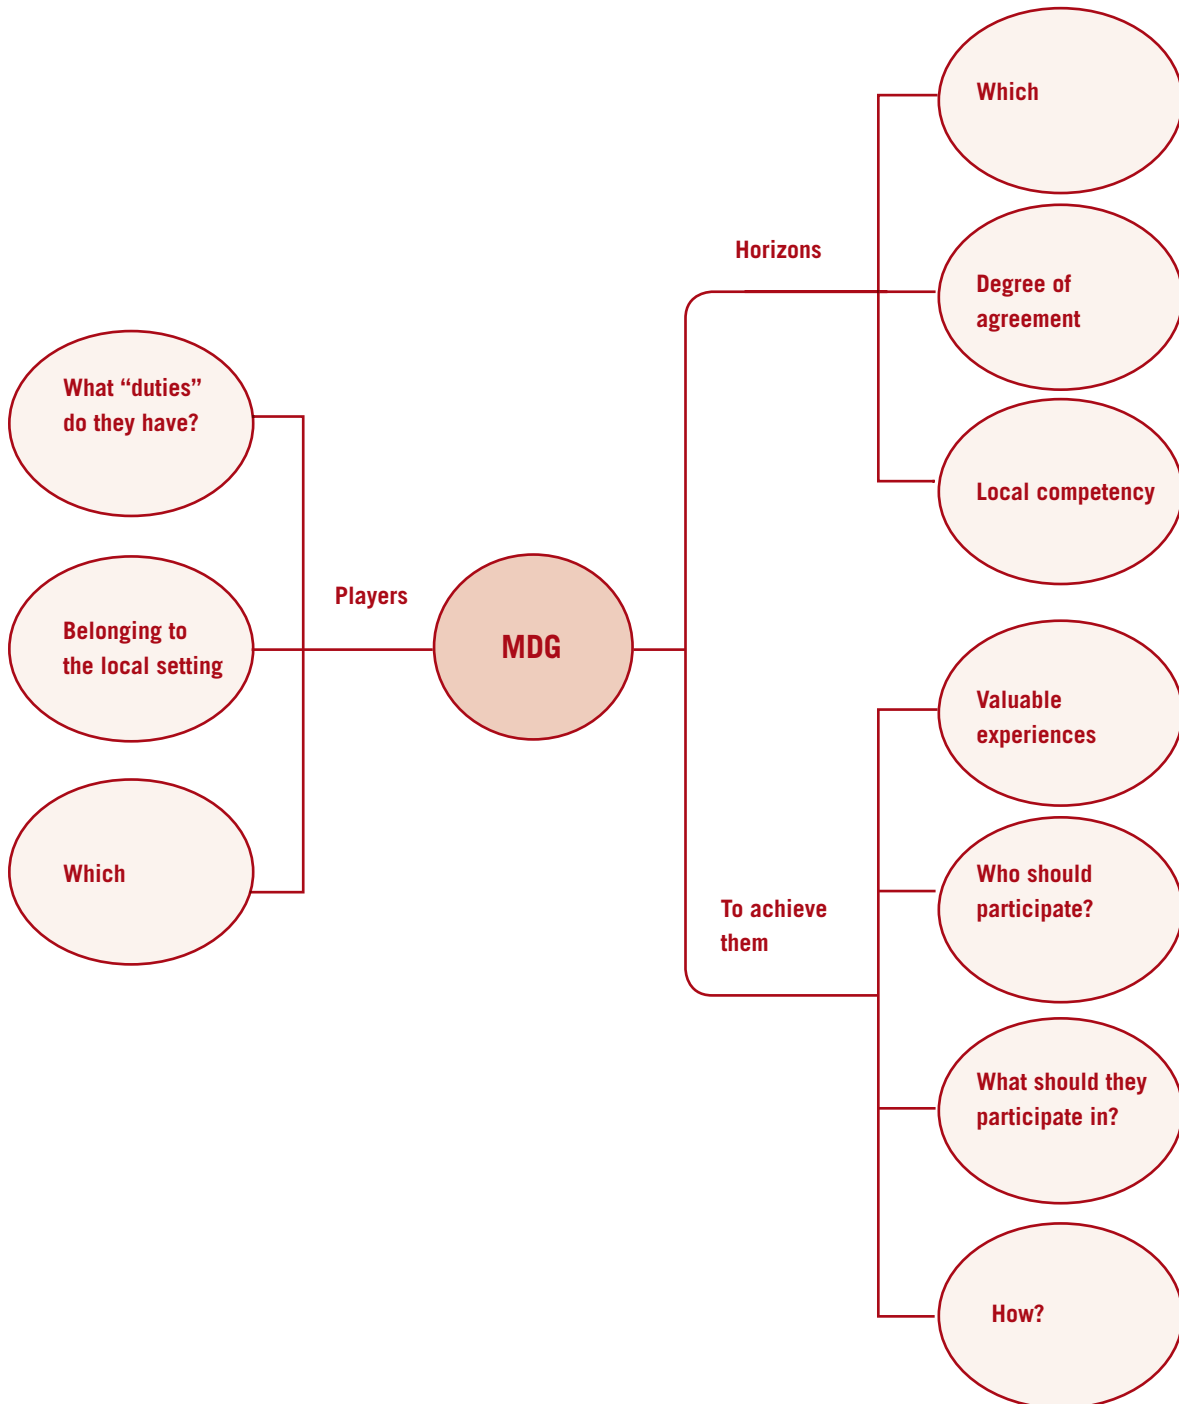 Which
Horizons
Degree of
agreement
What “duties”
do they have?
Local competency
Players
Belonging to
the local setting
MDG
Valuable
experiences
Which
Who should
participate?
To achieve
them
What should they
participate in?
How?